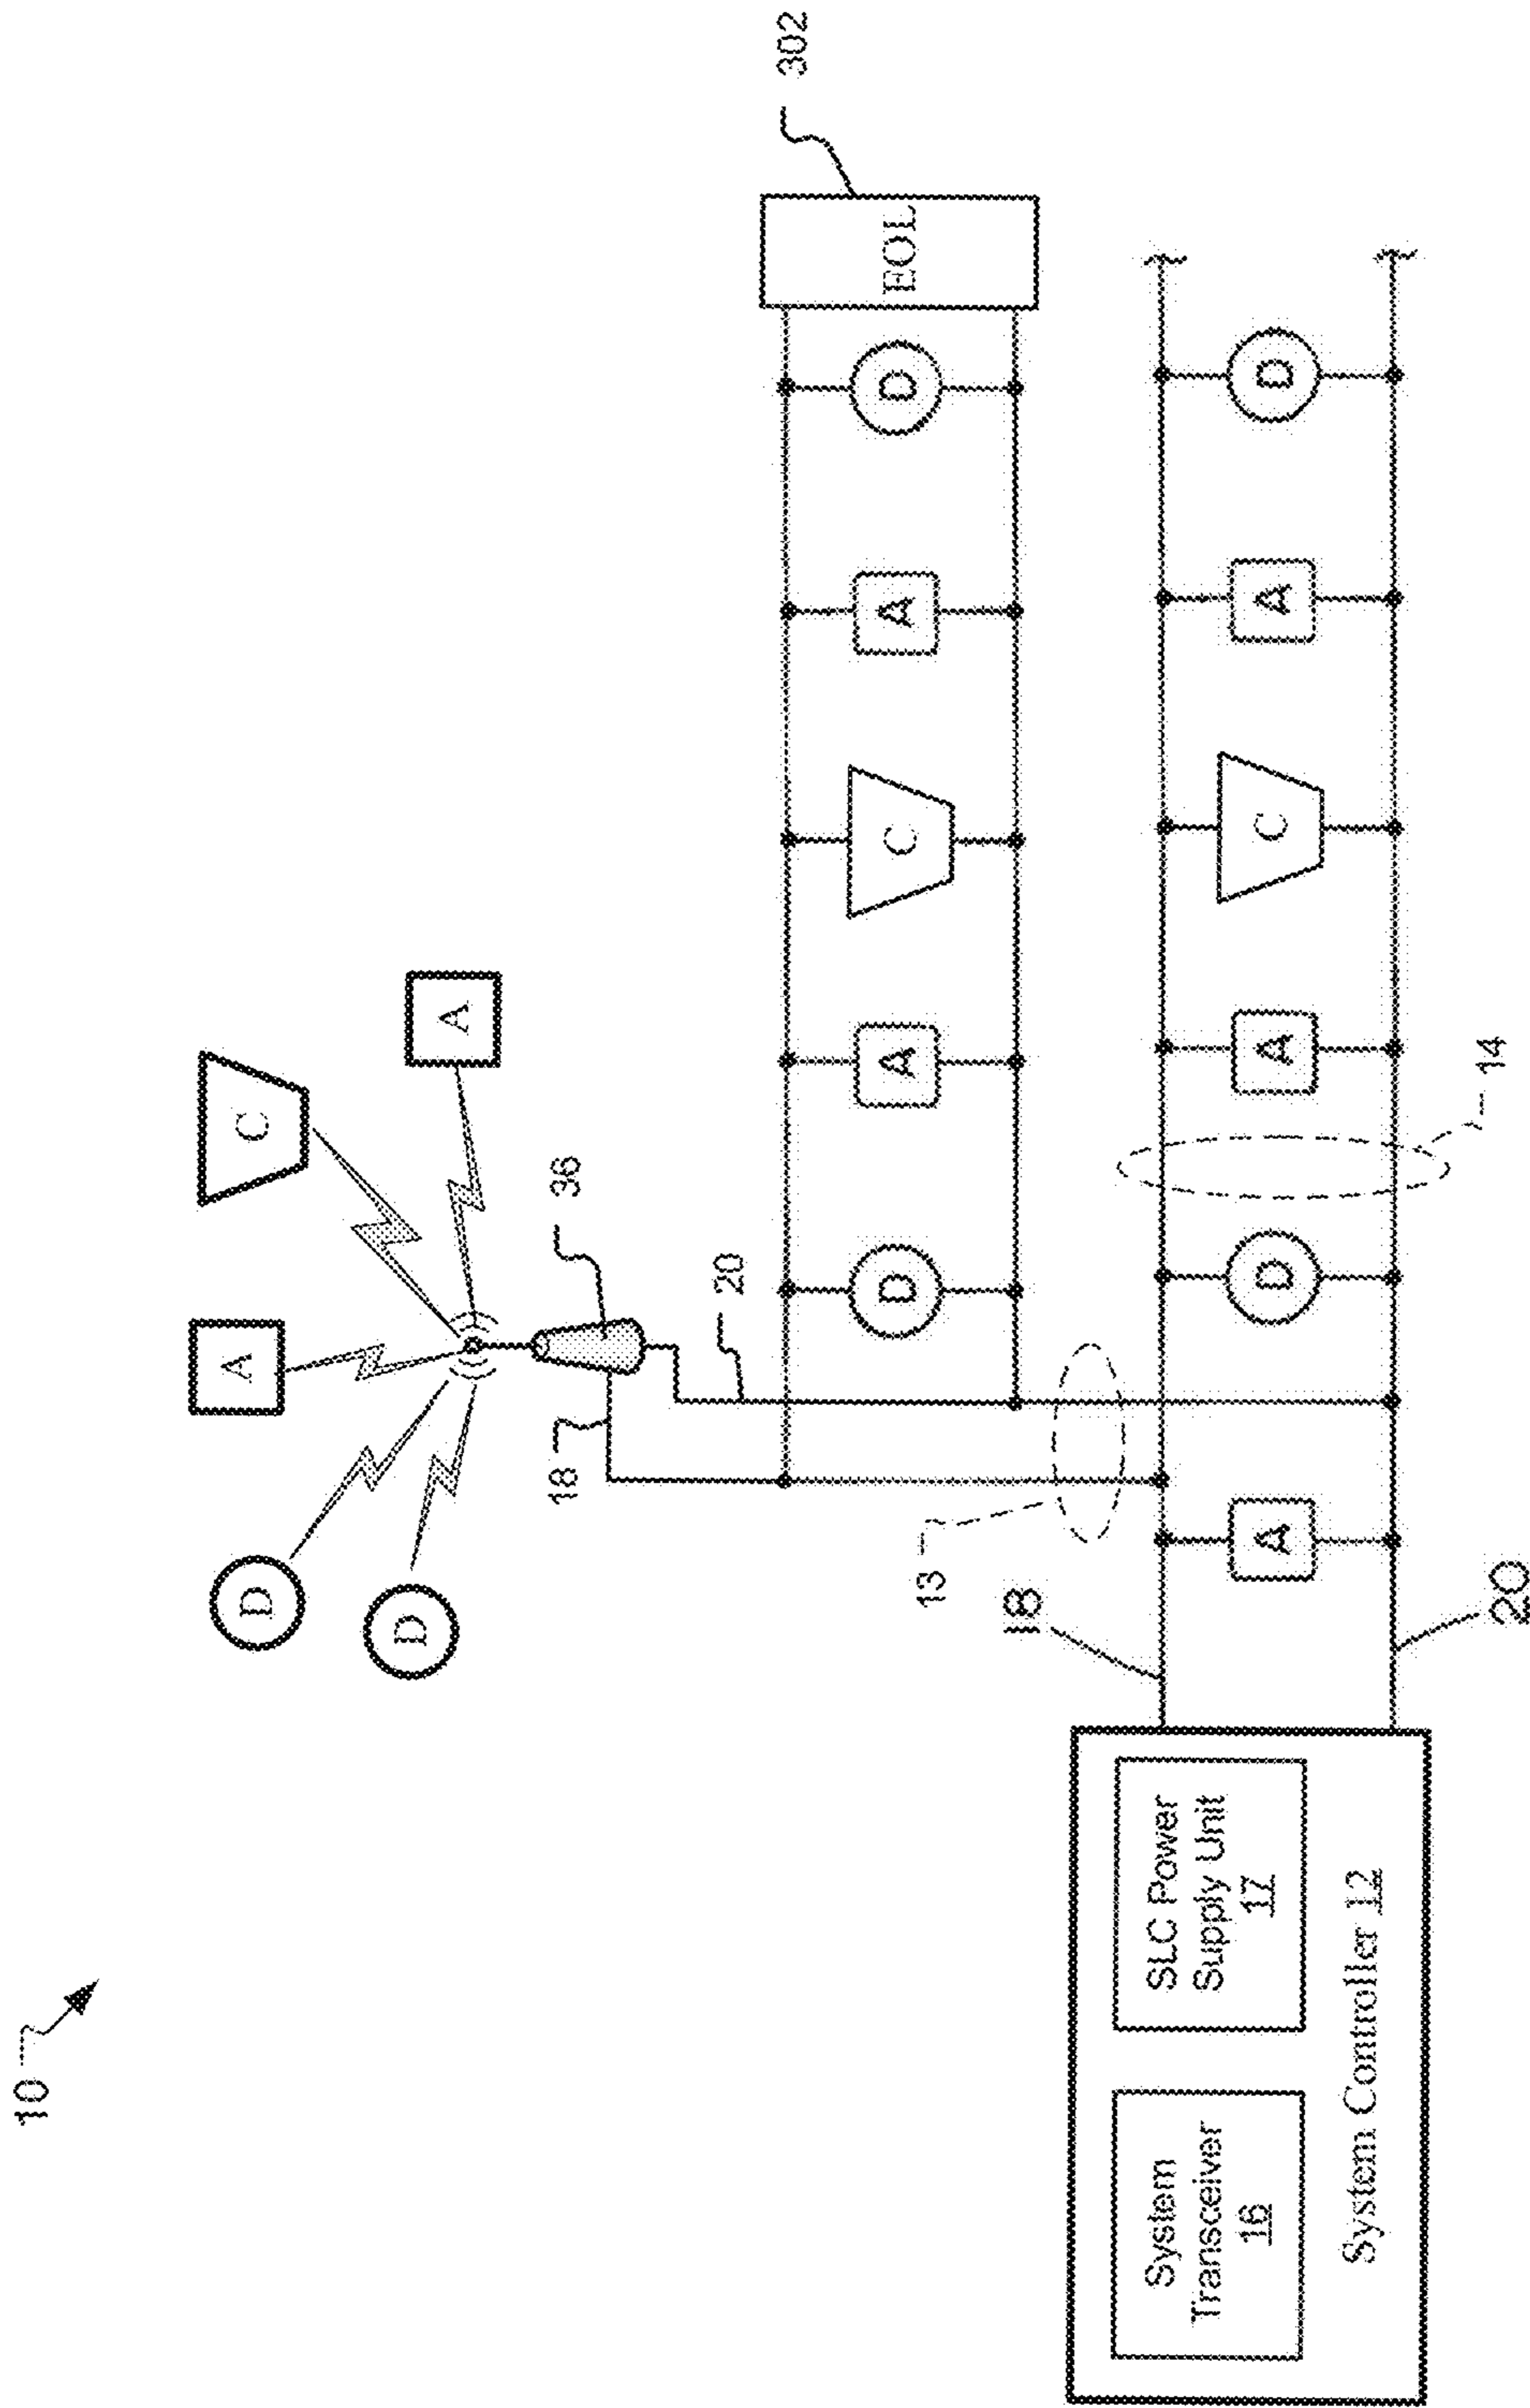 10
A
C
D
A
D
36
18
20
302
EOL
D
A
C
A
D
13
14
18
A
D
A
C
A
D
20
System
Transceiver
16
SLC Power
Supply Unit
17
System Controller 12